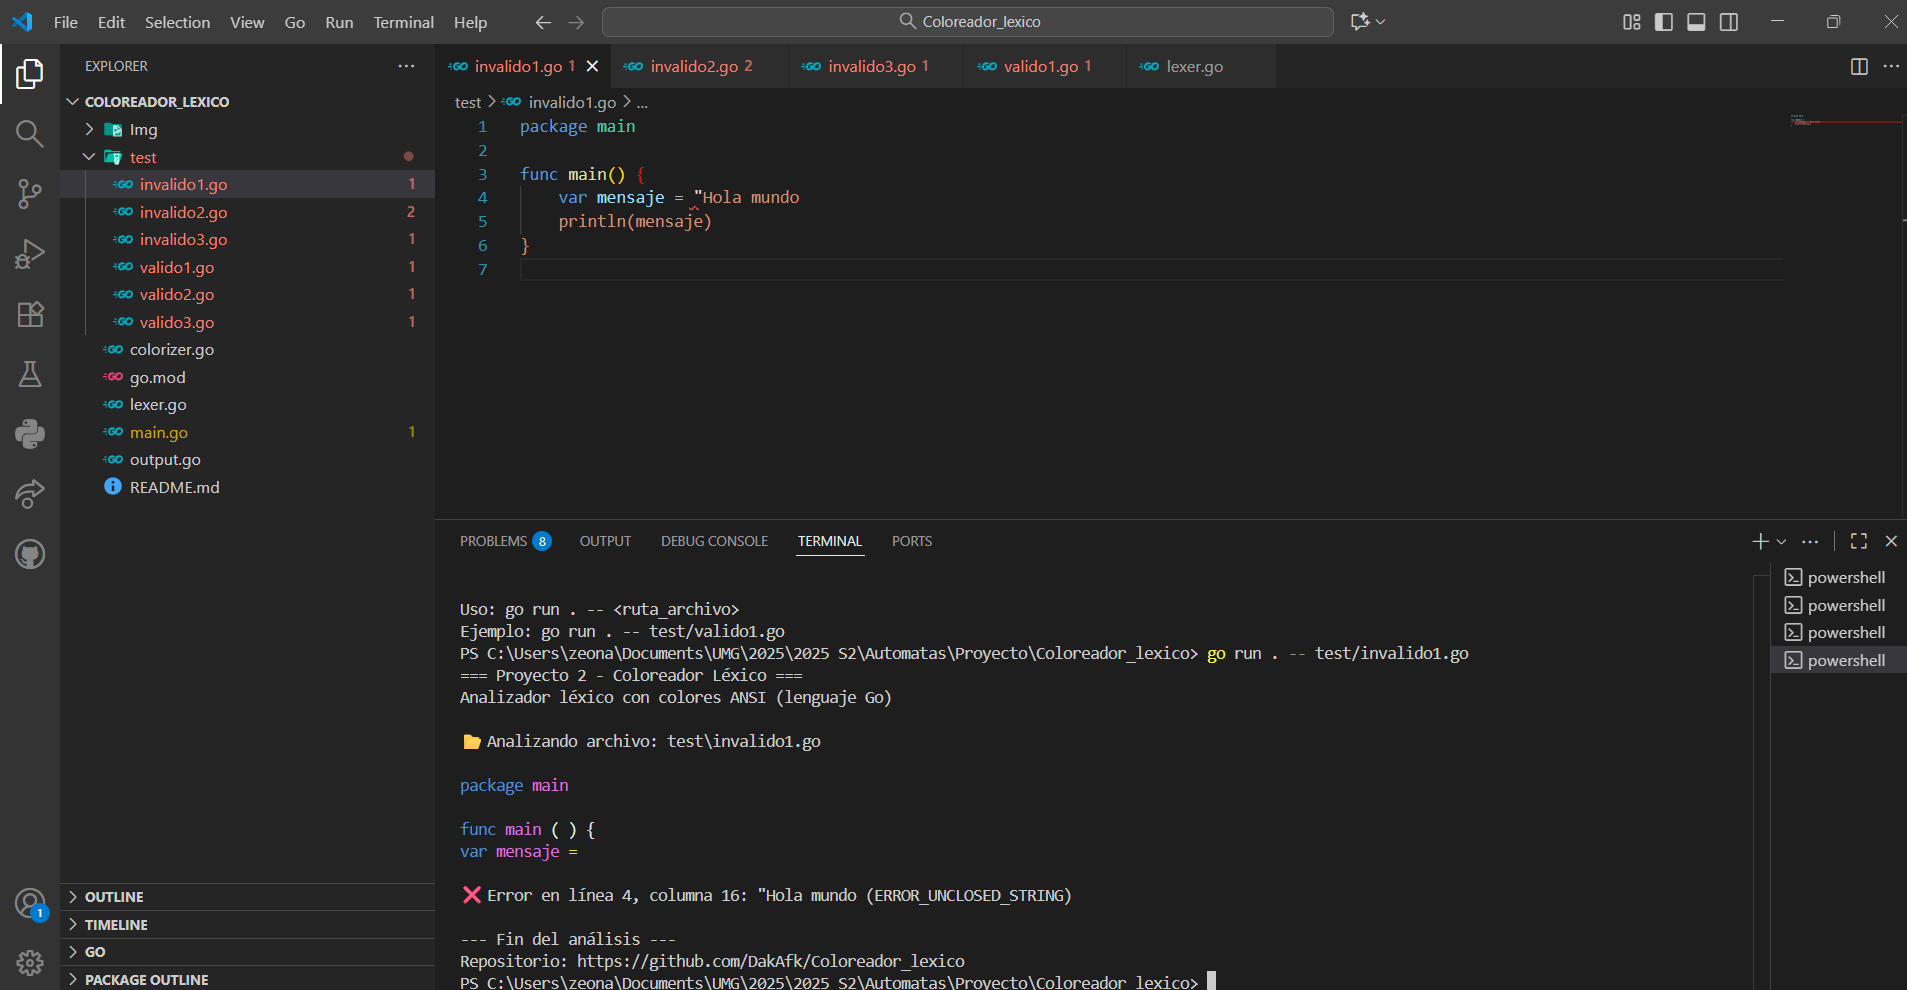 File Edit Selection View Go Run Terminal Help
Coloreador_lexico
EXPLORER
COLOREADOR_LEXICO
Img
test
invalido1.go 1
invalido2.go 2
invalido3.go 1
valido1.go 1
valido2.go 1
valido3.go 1
colorizer.go
go.mod
lexer.go
main.go 1
output.go
README.md
OUTLINE
TIMELINE
GO
PACKAGE OUTLINE
1
invalido1.go 1
invalido2.go 2
invalido3.go 1
valido1.go 1
lexer.go
test > invalido1.go > ...
1 package main
2
3 func main() {
4 var mensaje = "Hola mundo
5 println(mensaje)
6 }
7
PROBLEMS 8 OUTPUT DEBUG CONSOLE TERMINAL PORTS
Uso: go run . -- <ruta_archivo>
Ejemplo: go run . -- test/valido1.go
PS C:\Users\zeona\Documents\UMG\2025\2025 S2\Automatas\Proyecto\Coloreador_lexico> go run . -- test/invalido1.go
=== Proyecto 2 - Coloreador Léxico ===
Analizador léxico con colores ANSI (lenguaje Go)
📂 Analizando archivo: test\invalido1.go
package main
func main ( ) {
var mensaje =
❌ Error en línea 4, columna 16: "Hola mundo (ERROR_UNCLOSED_STRING)
--- Fin del análisis ---
Repositorio: https://github.com/DakAfk/Coloreador_lexico
PS C:\Users\zeona\Documents\UMG\2025\2025 S2\Automatas\Proyecto\Coloreador_lexico>
powershell
powershell
powershell
powershell